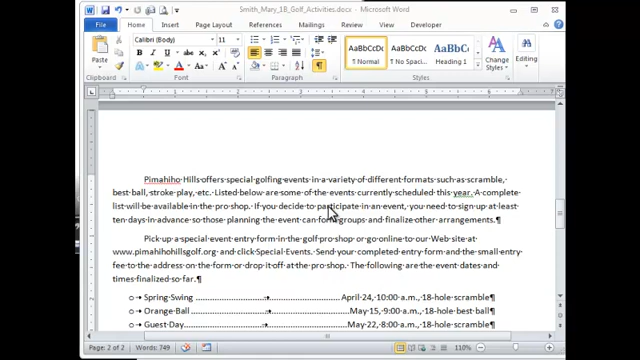 Smith_Mary_1B_Golf_Activities.docx - Microsoft Word
File Home Insert Page Layout References Mailings Review View Developer
Calibri (Body) 11
Paste
AaBbCcDc AaBbCcDc AaBbC
¶ Normal ¶ No Spaci... Heading 1
Change Styles
Editing
Clipboard Font Paragraph Styles
Pimahiho Hills offers special golfing events in a variety of different formats such as scramble,
best ball, stroke play, etc. Listed below are some of the events currently scheduled this year. A complete
list will be available in the pro shop. If you decide to participate in an event, you need to sign up at least
ten days in advance so those planning the event can form groups and finalize other arrangements.¶
Pick up a special event entry form in the golf pro shop or go online to our Web site at
www.pimahihohillsgolf.org and click Special Events. Send your completed entry form and the small entry
fee to the address on the form or drop it off at the pro shop. The following are the event dates and
times finalized so far.¶
Spring Swing ........ April 24, 10:00 a.m., 18-hole scramble¶
Orange Ball ........ May 15, 9:00 a.m., 18-hole best ball¶
Guest Day ........ May 22, 8:00 a.m., 18-hole scramble¶
Page: 2 of 2 Words: 749 110%